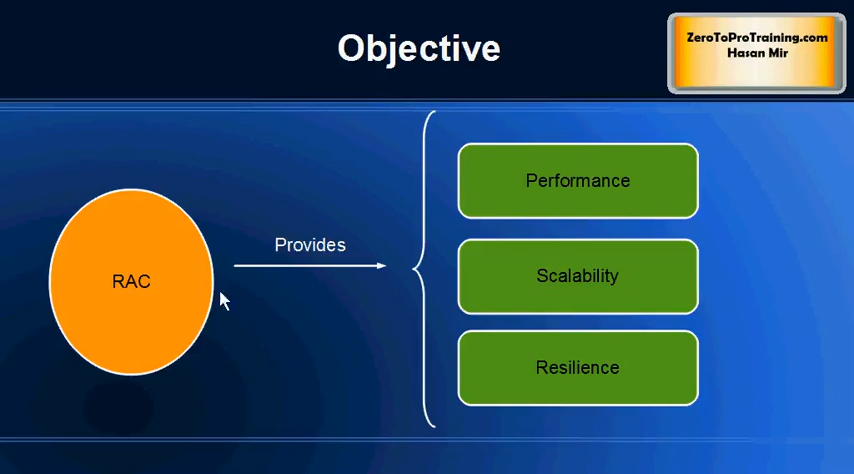 Objective
ZeroToProTraining.com
Hasan Mir
RAC
Provides
Performance
Scalability
Resilience